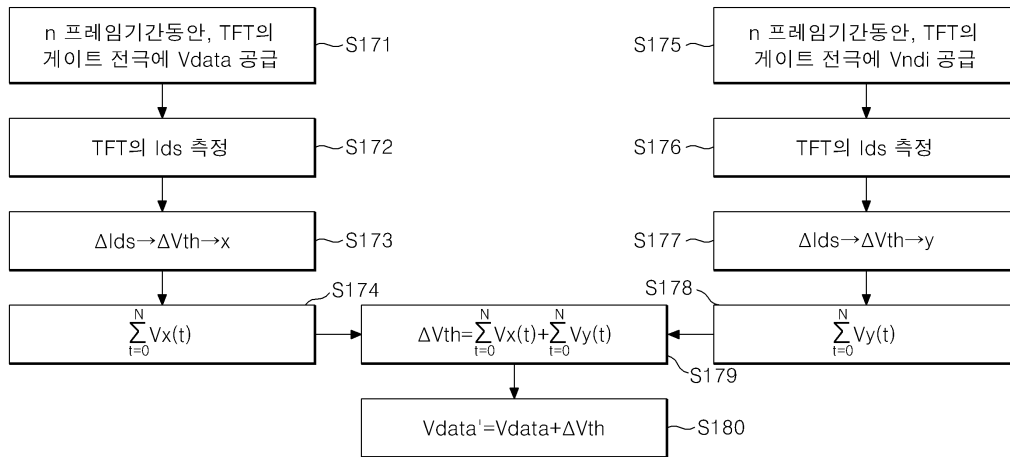 n 프레임기간동안, TFT의
게이트 전극에 Vdata 공급
S171
TFT의 Ids 측정
S172
ΔIds→ΔVth→x
S173
N
∑Vx(t)
t=0
S174
n 프레임기간동안, TFT의
게이트 전극에 Vndi 공급
S175
TFT의 Ids 측정
S176
ΔIds→ΔVth→y
S177
N
∑Vy(t)
t=0
S178
N N
ΔVth=∑Vx(t)+∑Vy(t)
t=0 t=0
S179
Vdata'=Vdata+ΔVth
S180